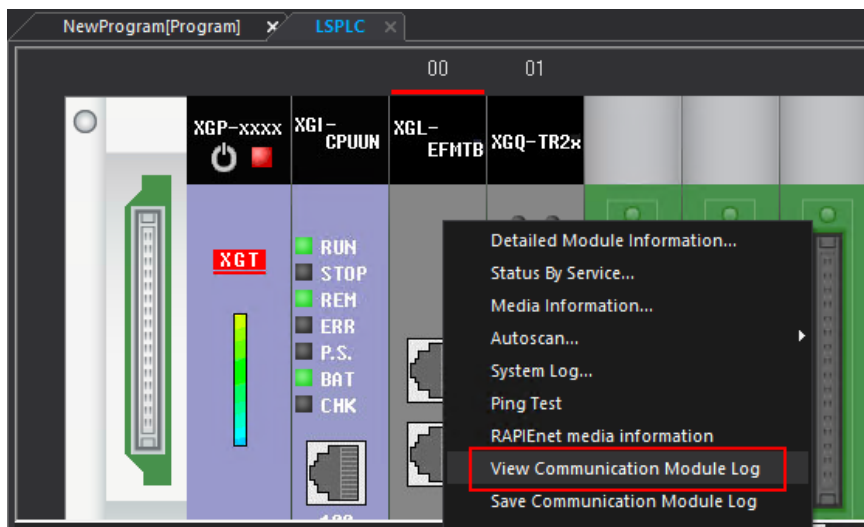 NewProgram[Program] ×
LSPLC ×
00 01
XGP-xxxx
XGI-
CPUUN
XGL-
EFMTB
XGQ-TR2x
XGT
RUN
STOP
REM
ERR
P.S.
BAT
CHK
Detailed Module Information...
Status By Service...
Media Information...
Autoscan...
System Log...
Ping Test
RAPIEnet media information
View Communication Module Log
Save Communication Module Log